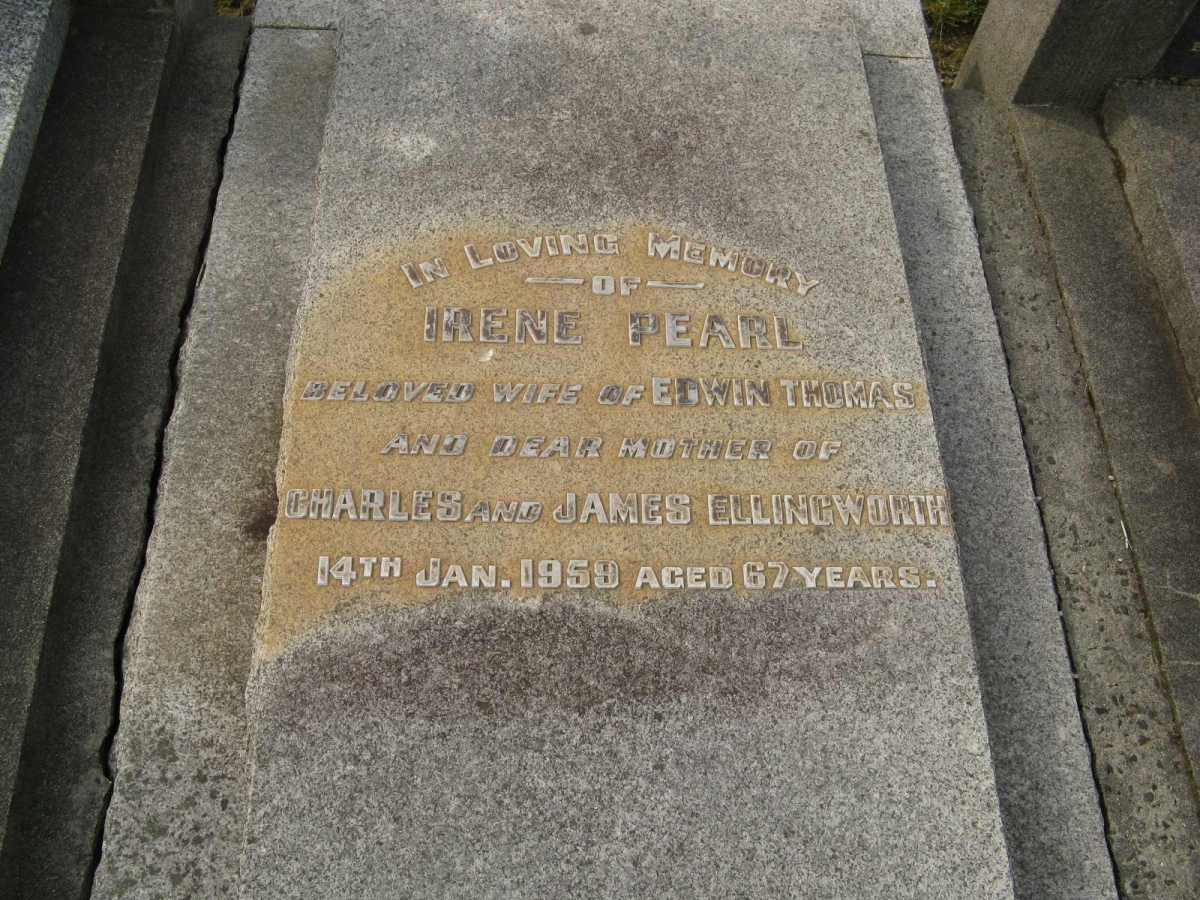 IN LOVING MEMORY
OF
IRENE PEARL
BELOVED WIFE OF EDWIN THOMAS
AND DEAR MOTHER OF
CHARLES AND JAMES ELLINGWORTH
14TH JAN. 1959 AGED 67 YEARS.